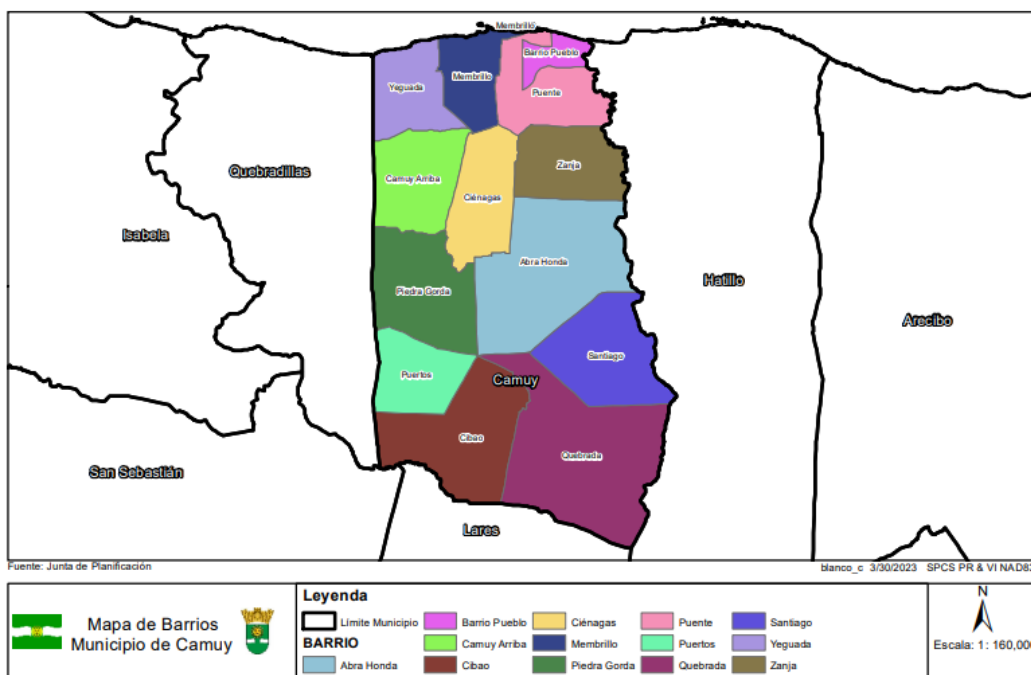 Membrillo
Barrio Pueblo
Yeguada
Membrillo
Puente
Zanja
Quebradillas
Camuy Arriba
Ciénagas
Isabela
Abra Honda
Hatillo
Piedra Gorda
Arecibo
Santiago
Puertos
Camuy
Cibao
Quebrada
San Sebastián
Lares
Fuente: Junta de Planificación
blanco_c 3/30/2023 SPCS PR & VI NAD83
Mapa de Barrios
Municipio de Camuy
Leyenda
Límite Municipio
BARRIO
Abra Honda
Barrio Pueblo
Camuy Arriba
Cibao
Ciénagas
Membrillo
Piedra Gorda
Puente
Puertos
Quebrada
Santiago
Yeguada
Zanja
N
Escala: 1: 160,000